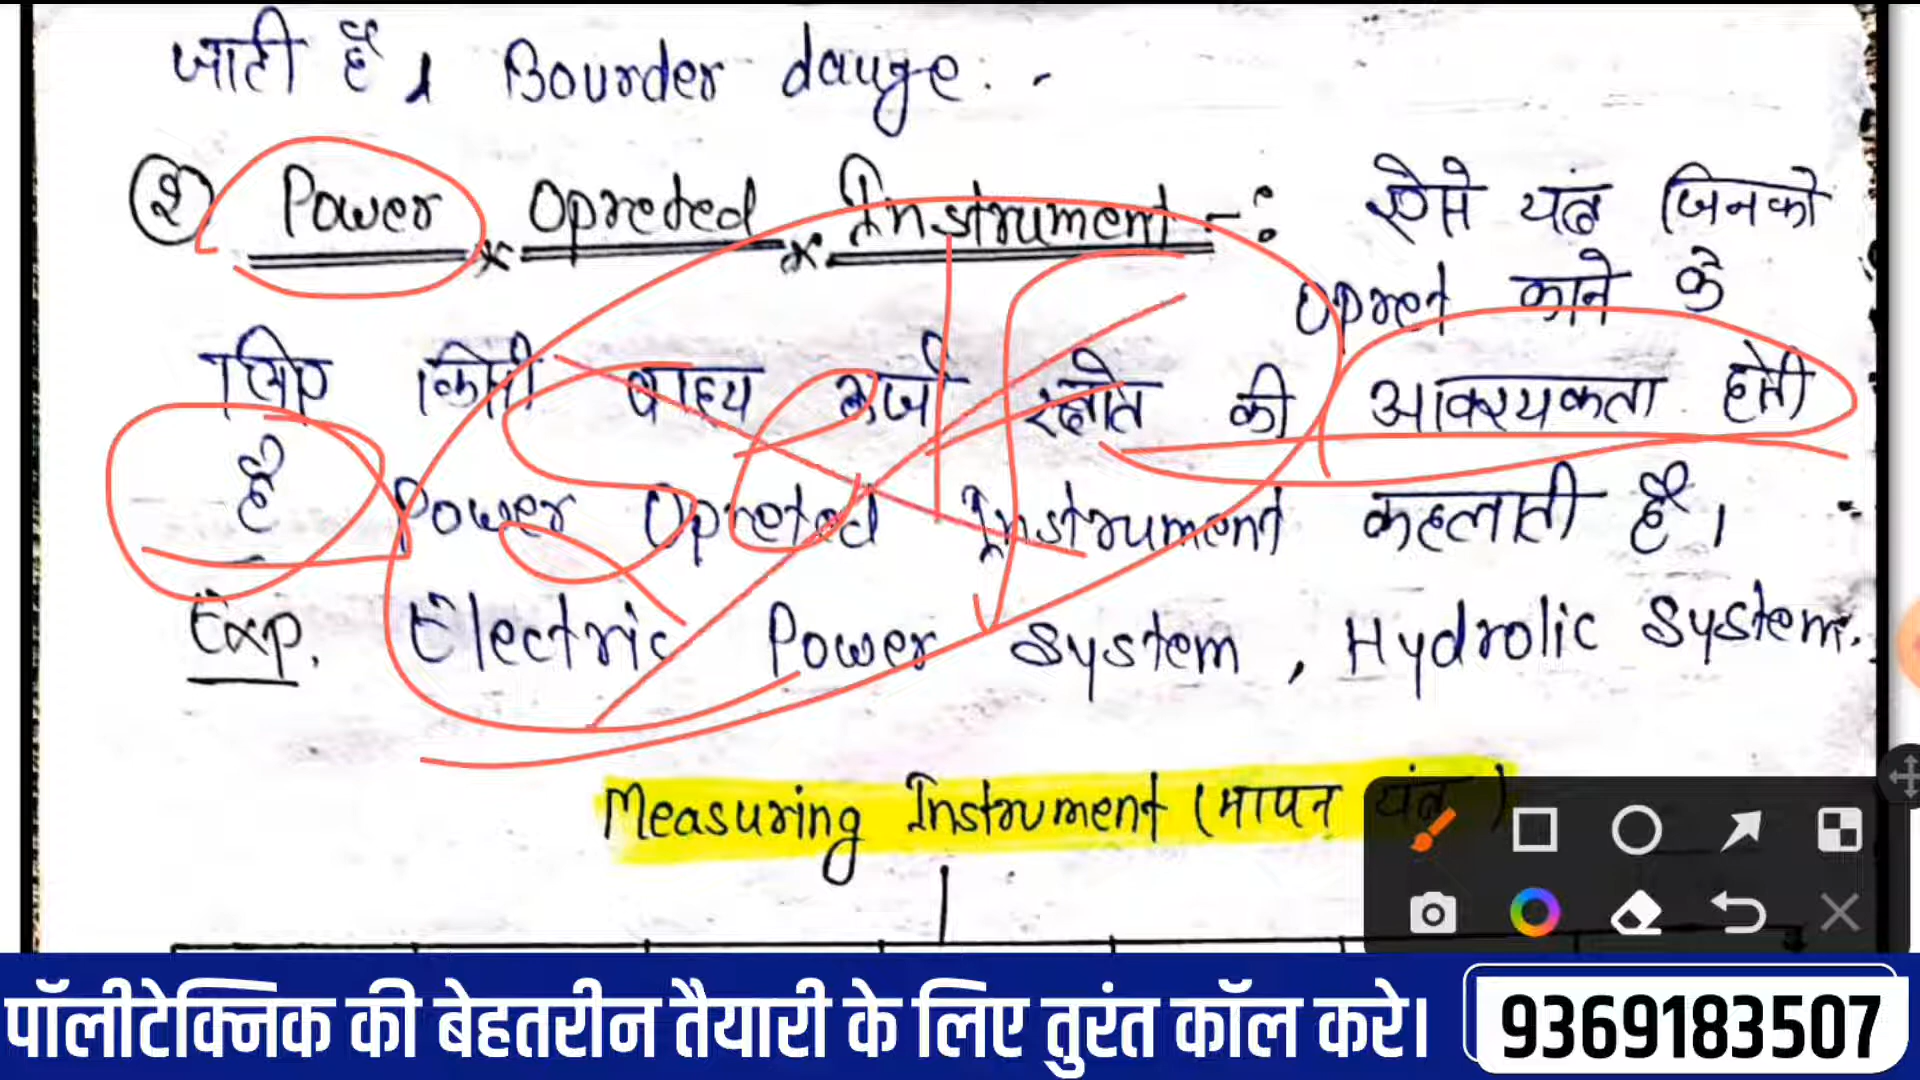 जाती है। Bourder dauge.
② Power Opreted Instrument -: ऐसे यंत्र जिनको
Opret करने के
लिए किसी बाह्य ऊर्जा स्त्रोत की आवश्यकता होती
है Power Opreted Instrument कहलाती है।
Exp. Electric Power System, Hydrolic System.
Measuring Instrument (मापन यंत्र)
पॉलीटेक्निक की बेहतरीन तैयारी के लिए तुरंत कॉल करे। 9369183507